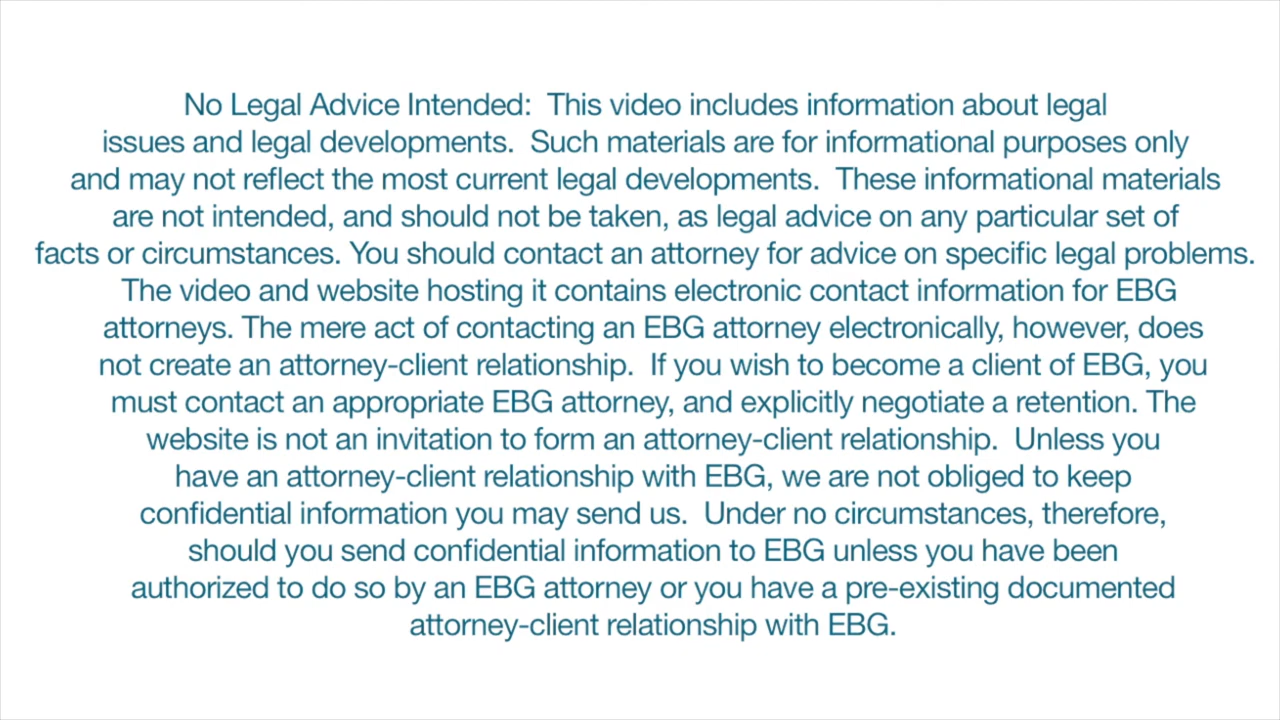 No Legal Advice Intended:  This video includes information about legal
issues and legal developments.  Such materials are for informational purposes only
and may not reflect the most current legal developments.  These informational materials
are not intended, and should not be taken, as legal advice on any particular set of
facts or circumstances. You should contact an attorney for advice on specific legal problems.
The video and website hosting it contains electronic contact information for EBG
attorneys. The mere act of contacting an EBG attorney electronically, however, does
not create an attorney-client relationship.  If you wish to become a client of EBG, you
must contact an appropriate EBG attorney, and explicitly negotiate a retention. The
website is not an invitation to form an attorney-client relationship.  Unless you
have an attorney-client relationship with EBG, we are not obliged to keep
confidential information you may send us.  Under no circumstances, therefore,
should you send confidential information to EBG unless you have been
authorized to do so by an EBG attorney or you have a pre-existing documented
attorney-client relationship with EBG.